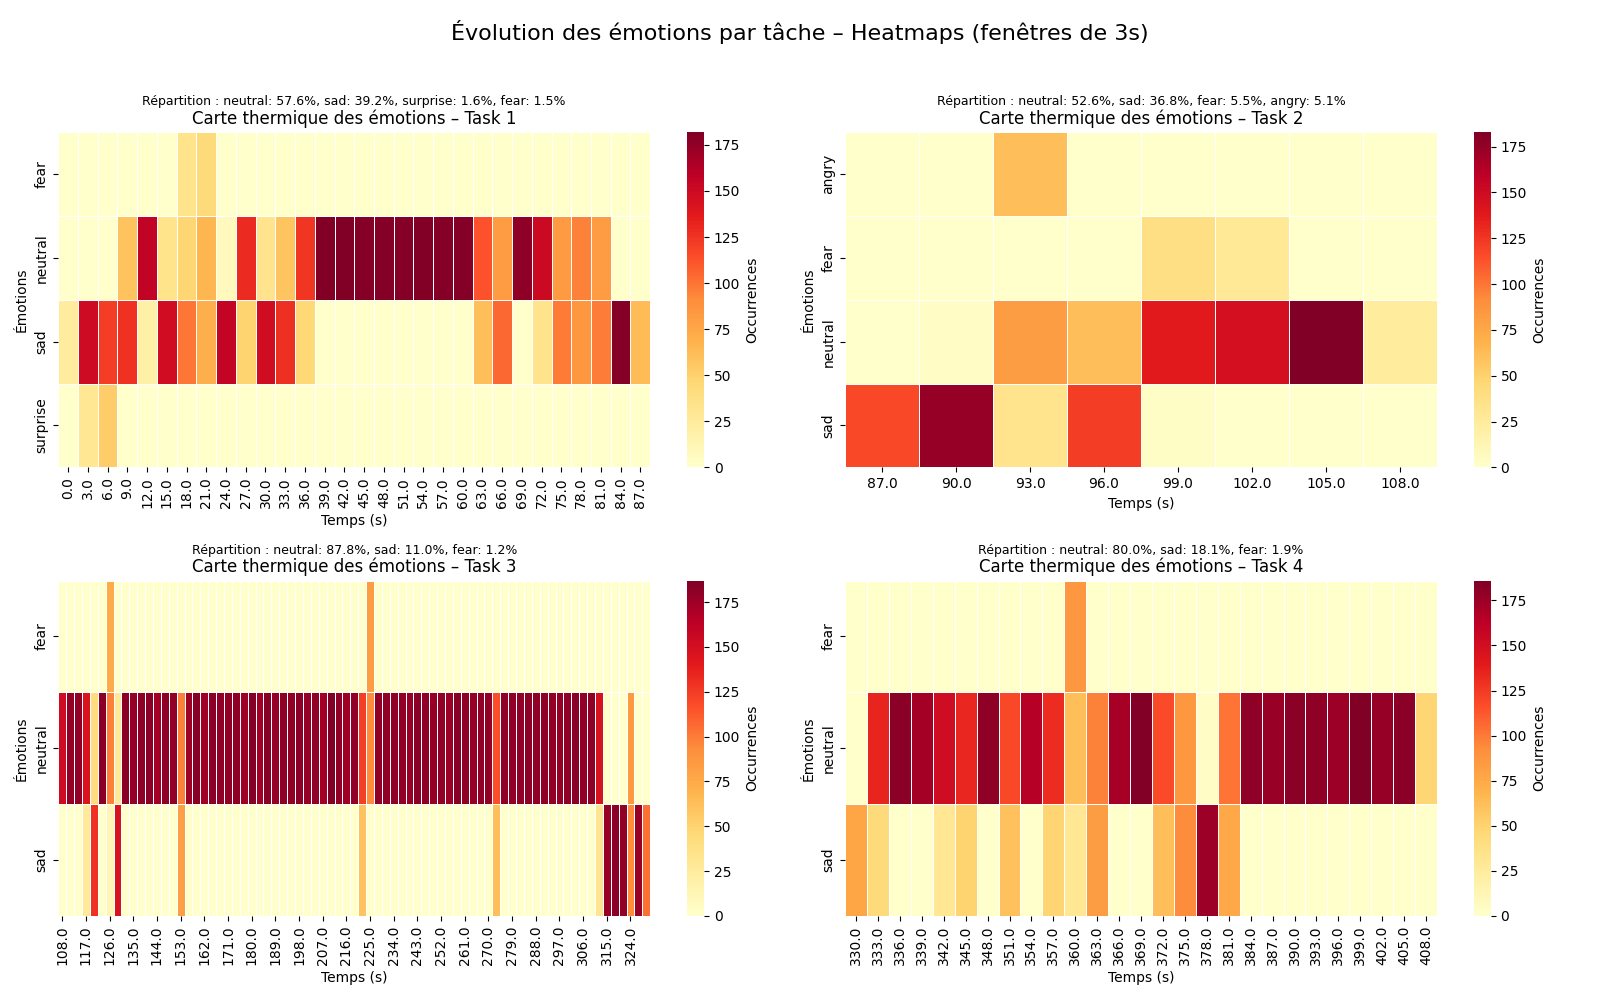 Évolution des émotions par tâche – Heatmaps (fenêtres de 3s)
Répartition : neutral: 57.6%, sad: 39.2%, surprise: 1.6%, fear: 1.5%
Carte thermique des émotions – Task 1
Émotions
fear
neutral
sad
surprise
0.0 3.0 6.0 9.0 12.0 15.0 18.0 21.0 24.0 27.0 30.0 33.0 36.0 39.0 42.0 45.0 48.0 51.0 54.0 57.0 60.0 63.0 66.0 69.0 72.0 75.0 78.0 81.0 84.0 87.0
Temps (s)
175
150
125
100
75
50
25
0
Occurrences
Répartition : neutral: 52.6%, sad: 36.8%, fear: 5.5%, angry: 5.1%
Carte thermique des émotions – Task 2
Émotions
angry
fear
neutral
sad
87.0 90.0 93.0 96.0 99.0 102.0 105.0 108.0
Temps (s)
175
150
125
100
75
50
25
0
Occurrences
Répartition : neutral: 87.8%, sad: 11.0%, fear: 1.2%
Carte thermique des émotions – Task 3
Émotions
fear
neutral
sad
108.0 117.0 126.0 135.0 144.0 153.0 162.0 171.0 180.0 189.0 198.0 207.0 216.0 225.0 234.0 243.0 252.0 261.0 270.0 279.0 288.0 297.0 306.0 315.0 324.0
Temps (s)
175
150
125
100
75
50
25
0
Occurrences
Répartition : neutral: 80.0%, sad: 18.1%, fear: 1.9%
Carte thermique des émotions – Task 4
Émotions
fear
neutral
sad
330.0 333.0 336.0 339.0 342.0 345.0 348.0 351.0 354.0 357.0 360.0 363.0 366.0 369.0 372.0 375.0 378.0 381.0 384.0 387.0 390.0 393.0 396.0 399.0 402.0 405.0 408.0
Temps (s)
175
150
125
100
75
50
25
0
Occurrences